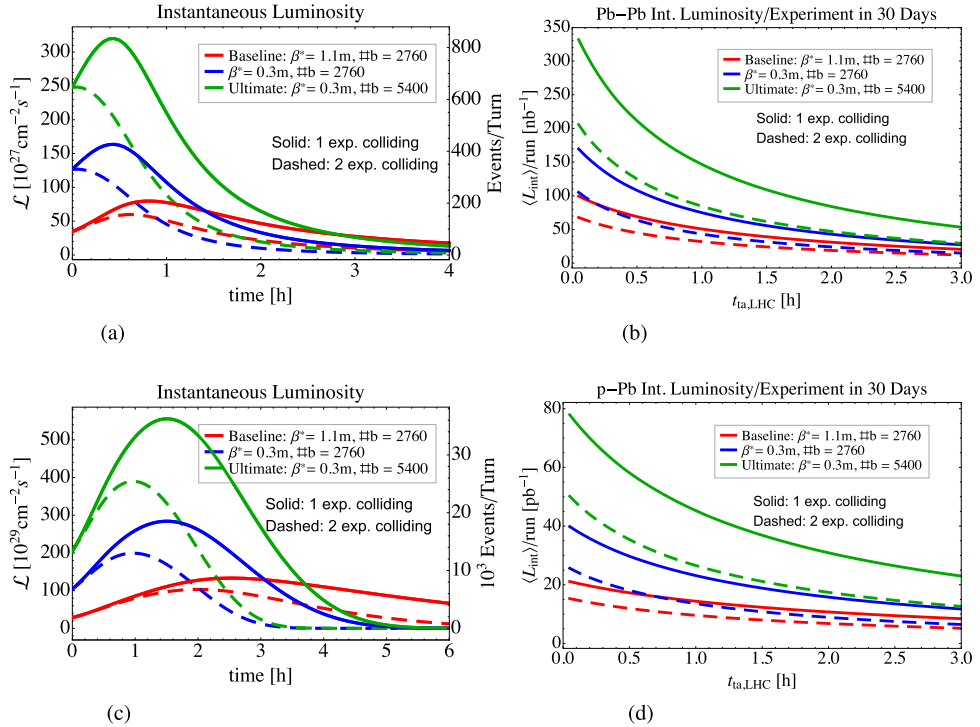 Instantaneous Luminosity
300
250
200
150
100
50
0
ℒ [10²⁷cm⁻²s⁻¹]
Baseline: β*= 1.1m, #b = 2760
β*= 0.3m, #b = 2760
Ultimate: β*= 0.3m, #b = 5400
Solid: 1 exp. colliding
Dashed: 2 exp. colliding
800
600
400
200
0
Events/Turn
0 1 2 3 4
time [h]
(a)
Pb−Pb Int. Luminosity/Experiment in 30 Days
350
300
250
200
150
100
50
0
⟨L_int⟩/run [nb⁻¹]
Baseline: β*= 1.1m, #b = 2760
β*= 0.3m, #b = 2760
Ultimate: β*= 0.3m, #b = 5400
Solid: 1 exp. colliding
Dashed: 2 exp. colliding
0.0 0.5 1.0 1.5 2.0 2.5 3.0
t_ta,LHC [h]
(b)
Instantaneous Luminosity
500
400
300
200
100
0
ℒ [10²⁹cm⁻²s⁻¹]
Baseline: β*= 1.1m, #b = 2760
β*= 0.3m, #b = 2760
Ultimate: β*= 0.3m, #b = 5400
Solid: 1 exp. colliding
Dashed: 2 exp. colliding
30
20
10
0
10³ Events/Turn
0 1 2 3 4 5 6
time [h]
(c)
p−Pb Int. Luminosity/Experiment in 30 Days
80
60
40
20
0
⟨L_int⟩/run [pb⁻¹]
Baseline: β*= 1.1m, #b = 2760
β*= 0.3m, #b = 2760
Ultimate: β*= 0.3m, #b = 5400
Solid: 1 exp. colliding
Dashed: 2 exp. colliding
0.0 0.5 1.0 1.5 2.0 2.5 3.0
t_ta,LHC [h]
(d)